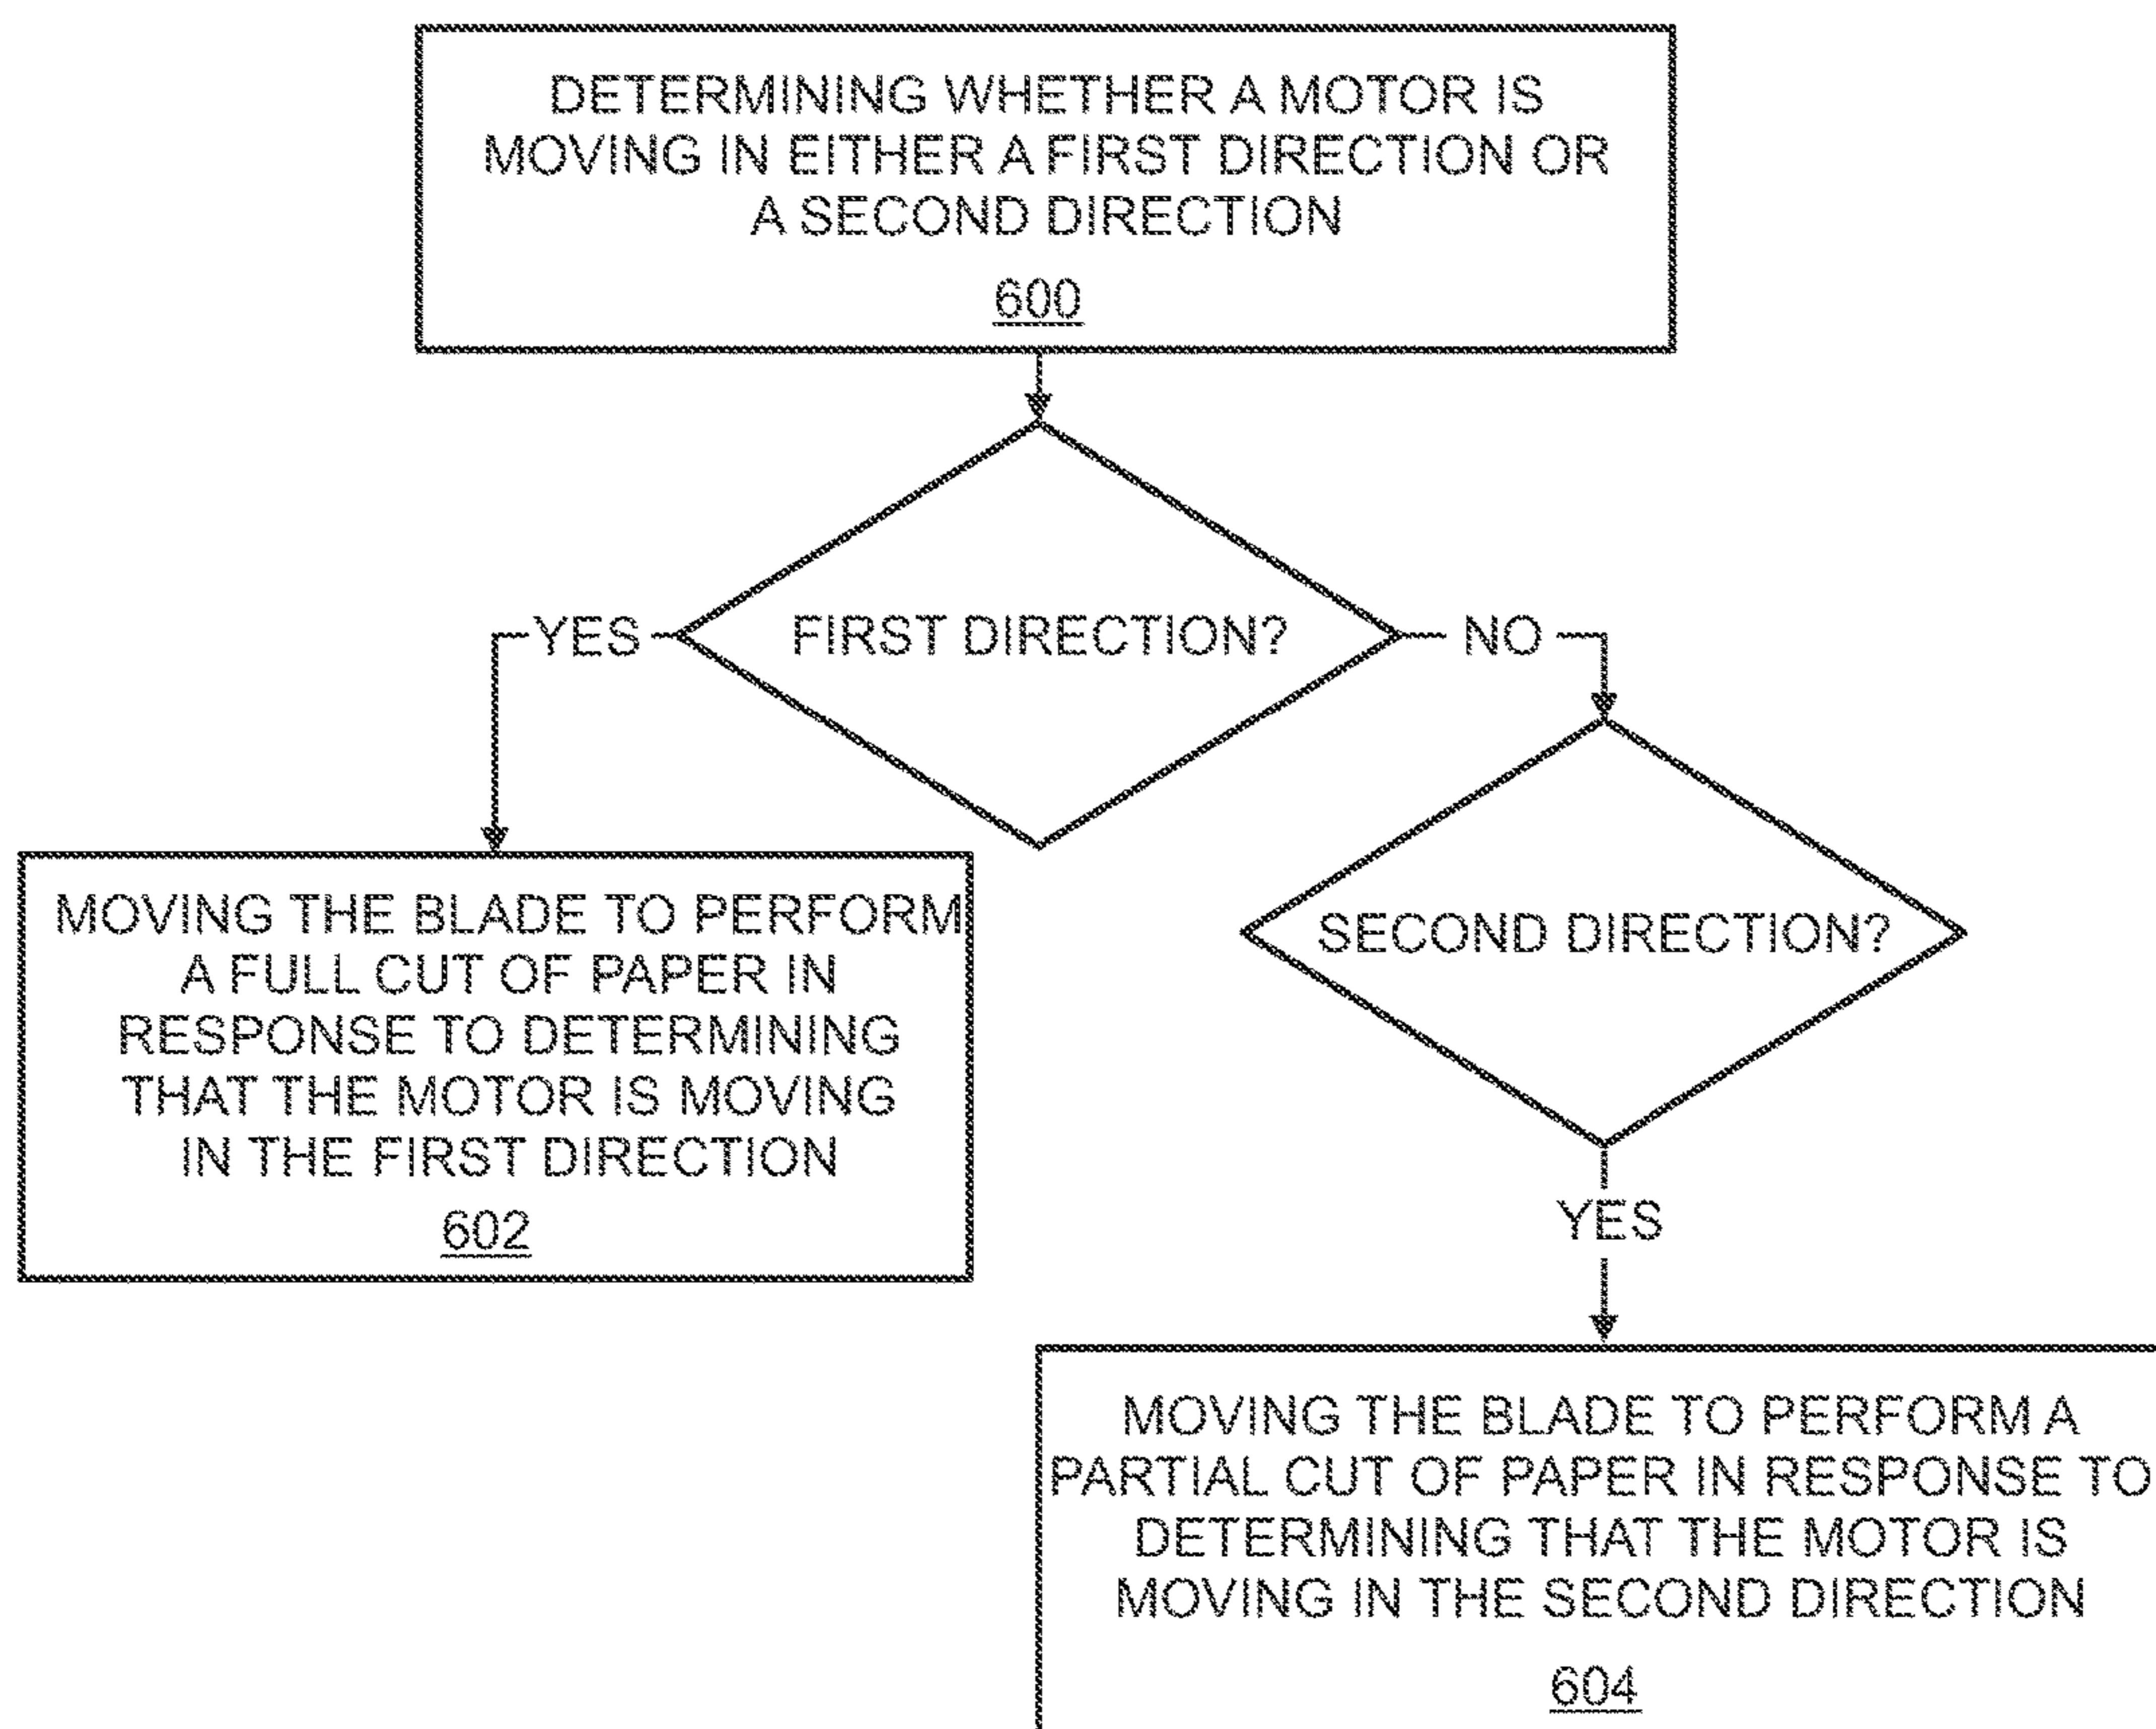 DETERMINING WHETHER A MOTOR IS
MOVING IN EITHER A FIRST DIRECTION OR
A SECOND DIRECTION
600
YES
FIRST DIRECTION?
NO
MOVING THE BLADE TO PERFORM
A FULL CUT OF PAPER IN
RESPONSE TO DETERMINING
THAT THE MOTOR IS MOVING
IN THE FIRST DIRECTION
602
SECOND DIRECTION?
YES
MOVING THE BLADE TO PERFORM A
PARTIAL CUT OF PAPER IN RESPONSE TO
DETERMINING THAT THE MOTOR IS
MOVING IN THE SECOND DIRECTION
604